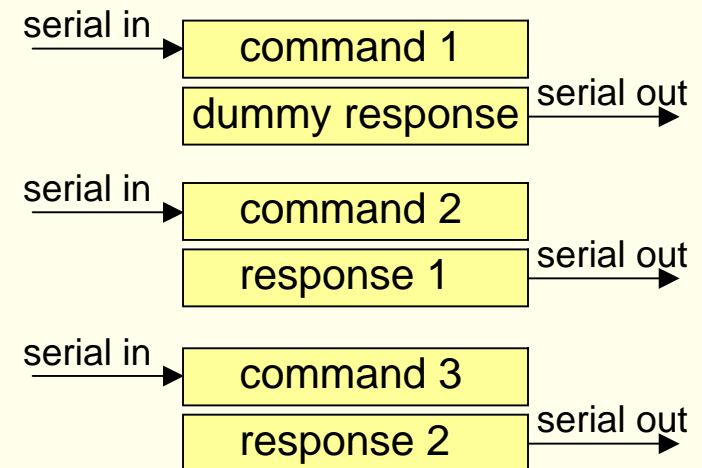 serial in
command 1
dummy response
serial out
serial in
command 2
response 1
serial out
serial in
command 3
response 2
serial out